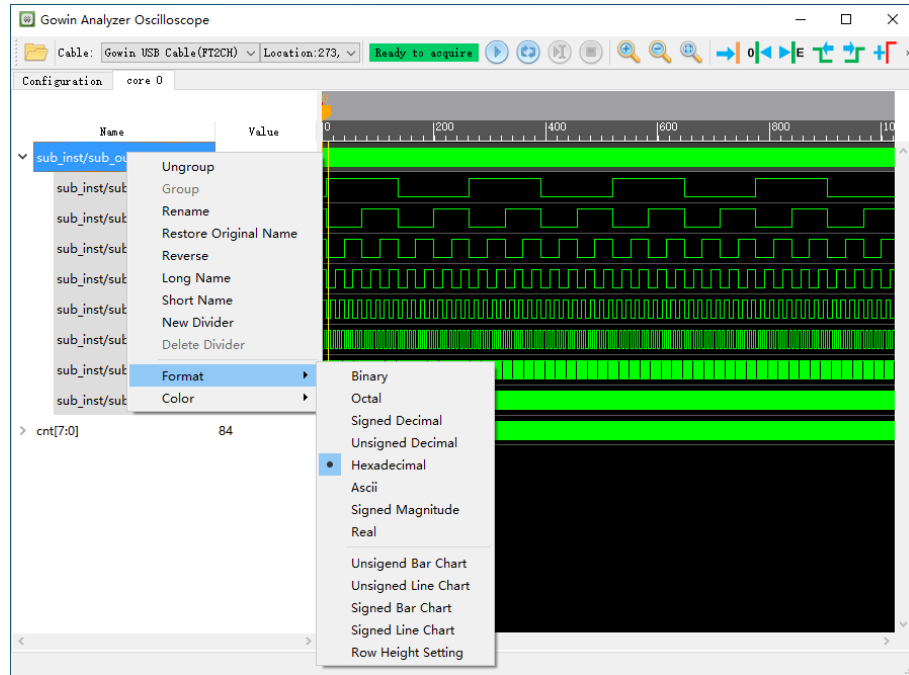 Gowin Analyzer Oscilloscope
Cable: Gowin USB Cable(FT2CH) Location:273, Ready to acquire 0 E
Configuration core 0
Name Value
0 200 400 600 800 10
sub_inst/sub_ou
Ungroup
sub_inst/sub
Group
sub_inst/sub
Rename
Restore Original Name
sub_inst/sub
Reverse
sub_inst/sub
Long Name
sub_inst/sub
Short Name
New Divider
sub_inst/sub
Delete Divider
sub_inst/sub
Format
sub_inst/sub
Color
cnt[7:0] 84
Binary
Octal
Signed Decimal
Unsigned Decimal
Hexadecimal
Ascii
Signed Magnitude
Real
Unsigend Bar Chart
Unsigned Line Chart
Signed Bar Chart
Signed Line Chart
Row Height Setting